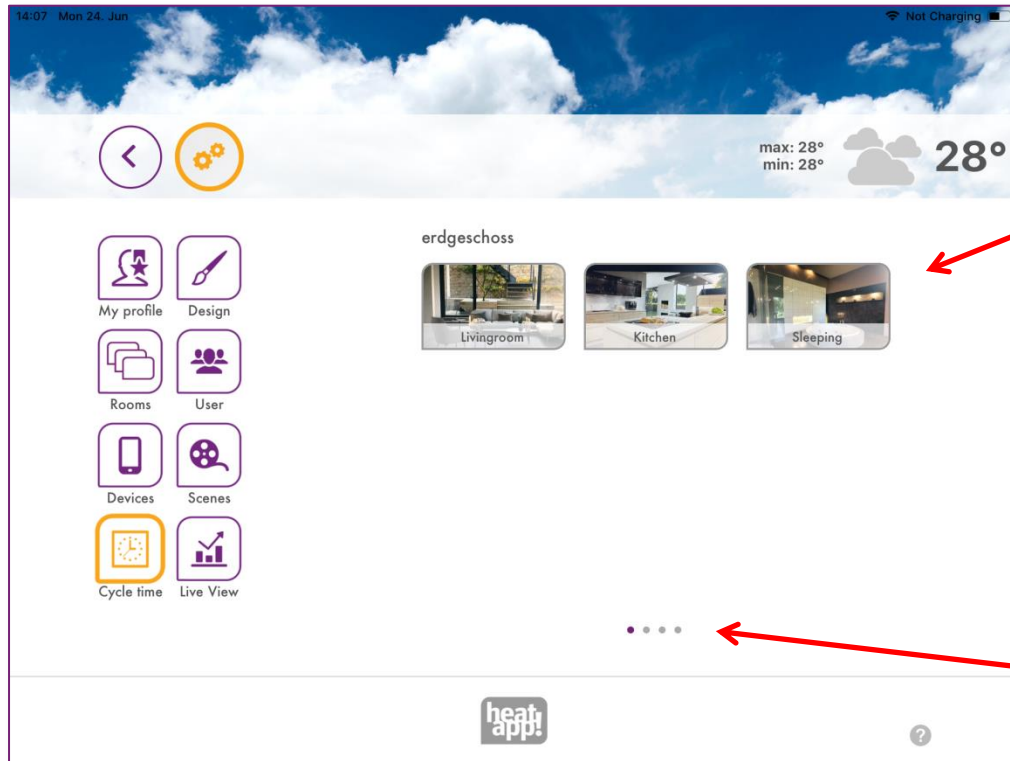 14:07 Mon 24. Jun
Not Charging
max: 28°
min: 28°
28°
erdgeschoss
Livingroom
Kitchen
Sleeping
My profile
Design
Rooms
User
Devices
Scenes
Cycle time
Live View
heat
app!
?